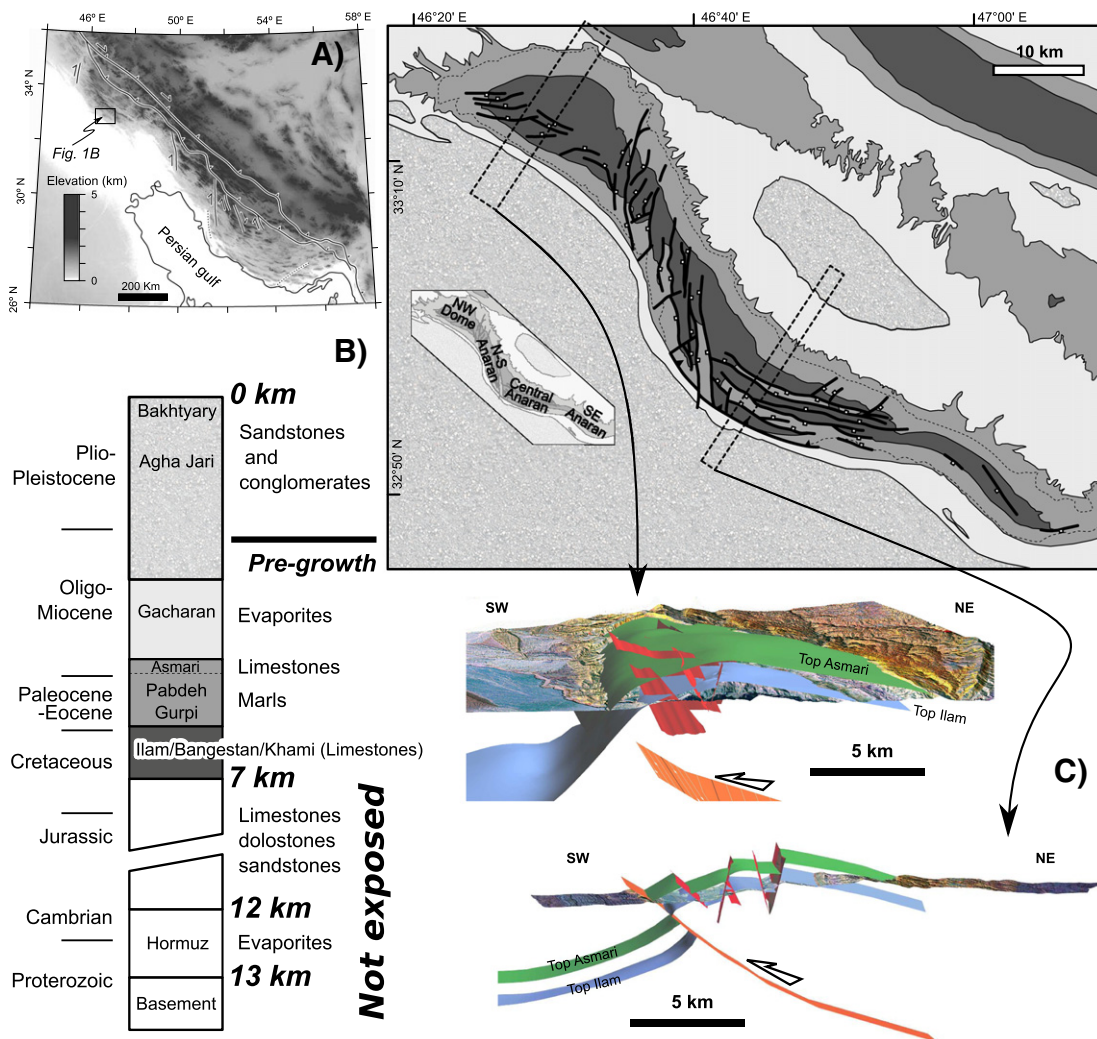 46° E
50° E
54° E
58° E
A)
34° N
30° N
26° N
Fig. 1B
Elevation (km)
5
0
200 Km
Persian gulf
46°20' E
46°40' E
47°00' E
10 km
33°10' N
32°50' N
NW
Dome
N-S
Anaran
Central
Anaran
SE
Anaran
B)
0 km
Bakhtyary
Agha Jari
Plio-
Pleistocene
Sandstones
and
conglomerates
Pre-growth
Oligo-
Miocene
Gacharan
Evaporites
Asmari
Limestones
Paleocene
-Eocene
Pabdeh
Gurpi
Marls
Cretaceous
Ilam/Bangestan/Khami (Limestones)
7 km
Jurassic
Limestones
dolostones
sandstones
Cambrian
12 km
Hormuz
Evaporites
Proterozoic
13 km
Basement
Not exposed
C)
SW
NE
Top Asmari
Top Ilam
5 km
SW
NE
Top Asmari
Top Ilam
5 km